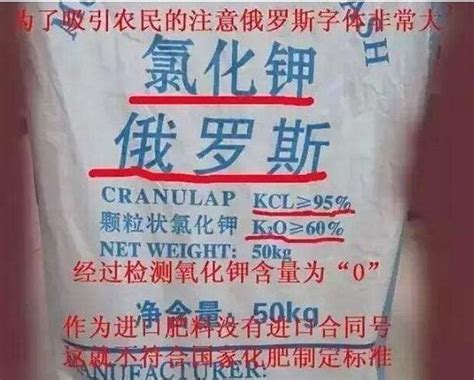 为了吸引农民的注意俄罗斯字体非常大
ASH
氯化钾
俄罗斯
CRANULAP KCL≥95%
颗粒状氯化钾 K₂O≥60%
NET WEIGHT: 50kg
经过检测氧化钾含量为“0”
净含量: 50kg
作为进口肥料没有进口合同号
这就不符合国家化肥制定标准
MANUFACTURER: